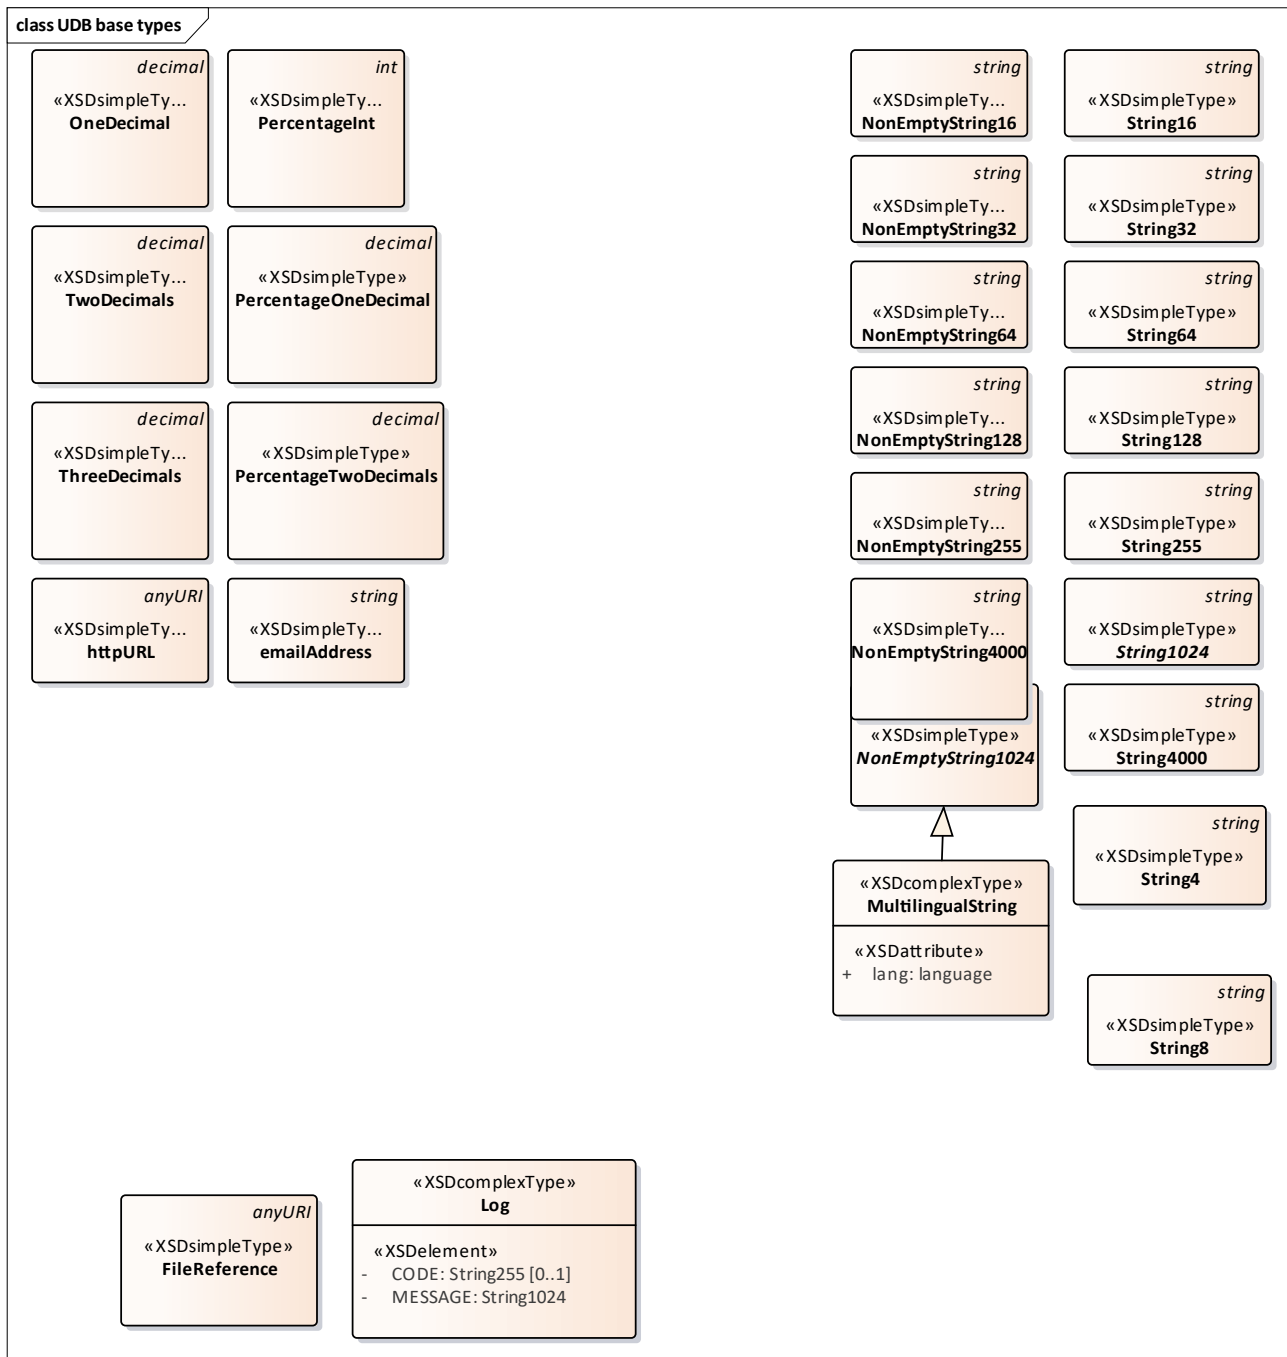 class UDB base types
decimal
«XSDsimpleTy...
OneDecimal
int
«XSDsimpleTy...
PercentageInt
string
«XSDsimpleTy...
NonEmptyString16
string
«XSDsimpleType»
String16
string
«XSDsimpleTy...
NonEmptyString32
string
«XSDsimpleType»
String32
decimal
«XSDsimpleTy...
TwoDecimals
decimal
«XSDsimpleType»
PercentageOneDecimal
string
«XSDsimpleTy...
NonEmptyString64
string
«XSDsimpleType»
String64
string
«XSDsimpleTy...
NonEmptyString128
string
«XSDsimpleType»
String128
decimal
«XSDsimpleTy...
ThreeDecimals
decimal
«XSDsimpleType»
PercentageTwoDecimals
string
«XSDsimpleTy...
NonEmptyString255
string
«XSDsimpleType»
String255
anyURI
«XSDsimpleTy...
httpURL
string
«XSDsimpleTy...
emailAddress
string
«XSDsimpleTy...
NonEmptyString4000
string
«XSDsimpleType»
String1024
«XSDsimpleType»
NonEmptyString1024
string
«XSDsimpleType»
String4000
string
«XSDsimpleType»
String4
«XSDcomplexType»
MultilingualString
«XSDattribute»
+ lang: language
string
«XSDsimpleType»
String8
anyURI
«XSDsimpleType»
FileReference
«XSDcomplexType»
Log
«XSDelement»
- CODE: String255 [0..1]
- MESSAGE: String1024